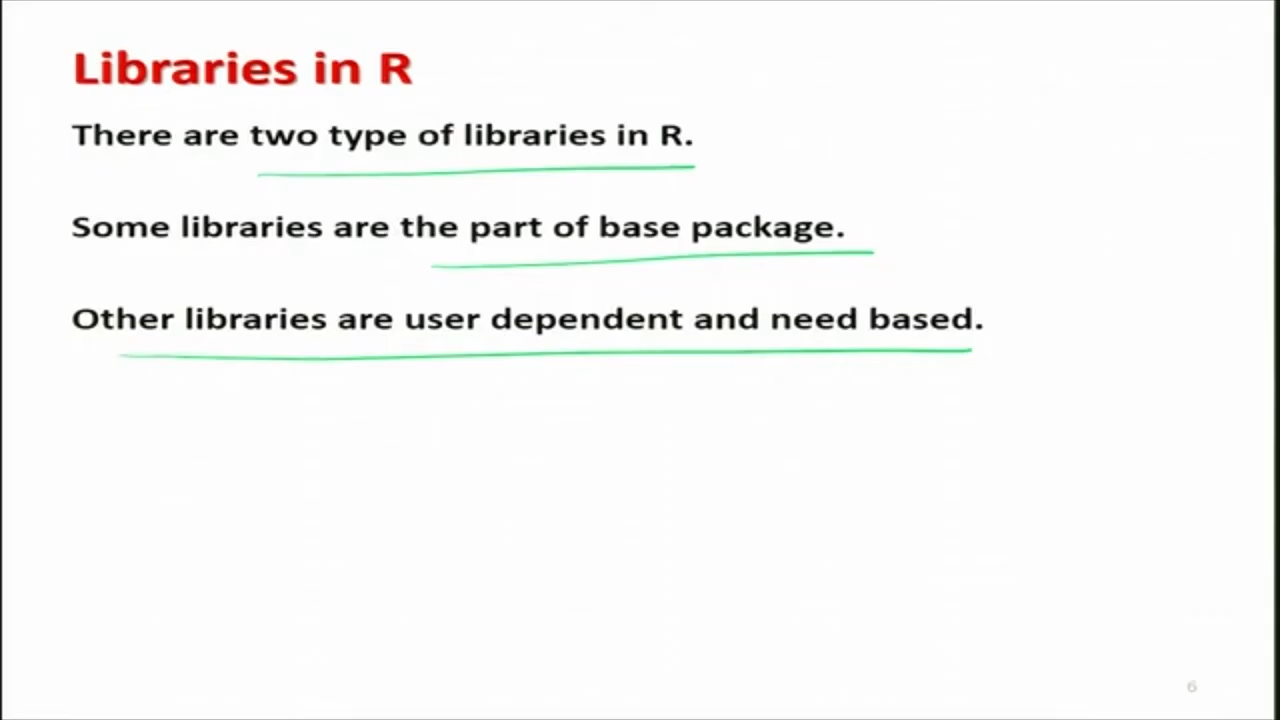 Libraries in R
There are two type of libraries in R.
Some libraries are the part of base package.
Other libraries are user dependent and need based.
6